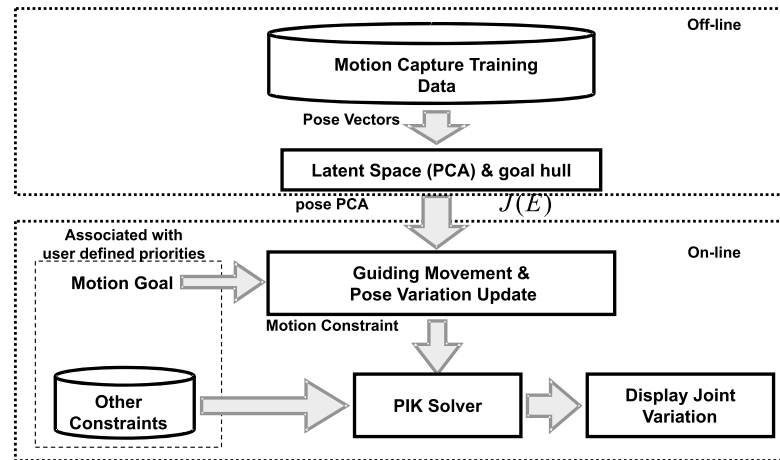 Off-line
Motion Capture Training
Data
Pose Vectors
Latent Space (PCA) & goal hull
pose PCA
J(E)
Associated with
user defined priorities
On-line
Motion Goal
Guiding Movement &
Pose Variation Update
Motion Constraint
Other
Constraints
PIK Solver
Display Joint
Variation